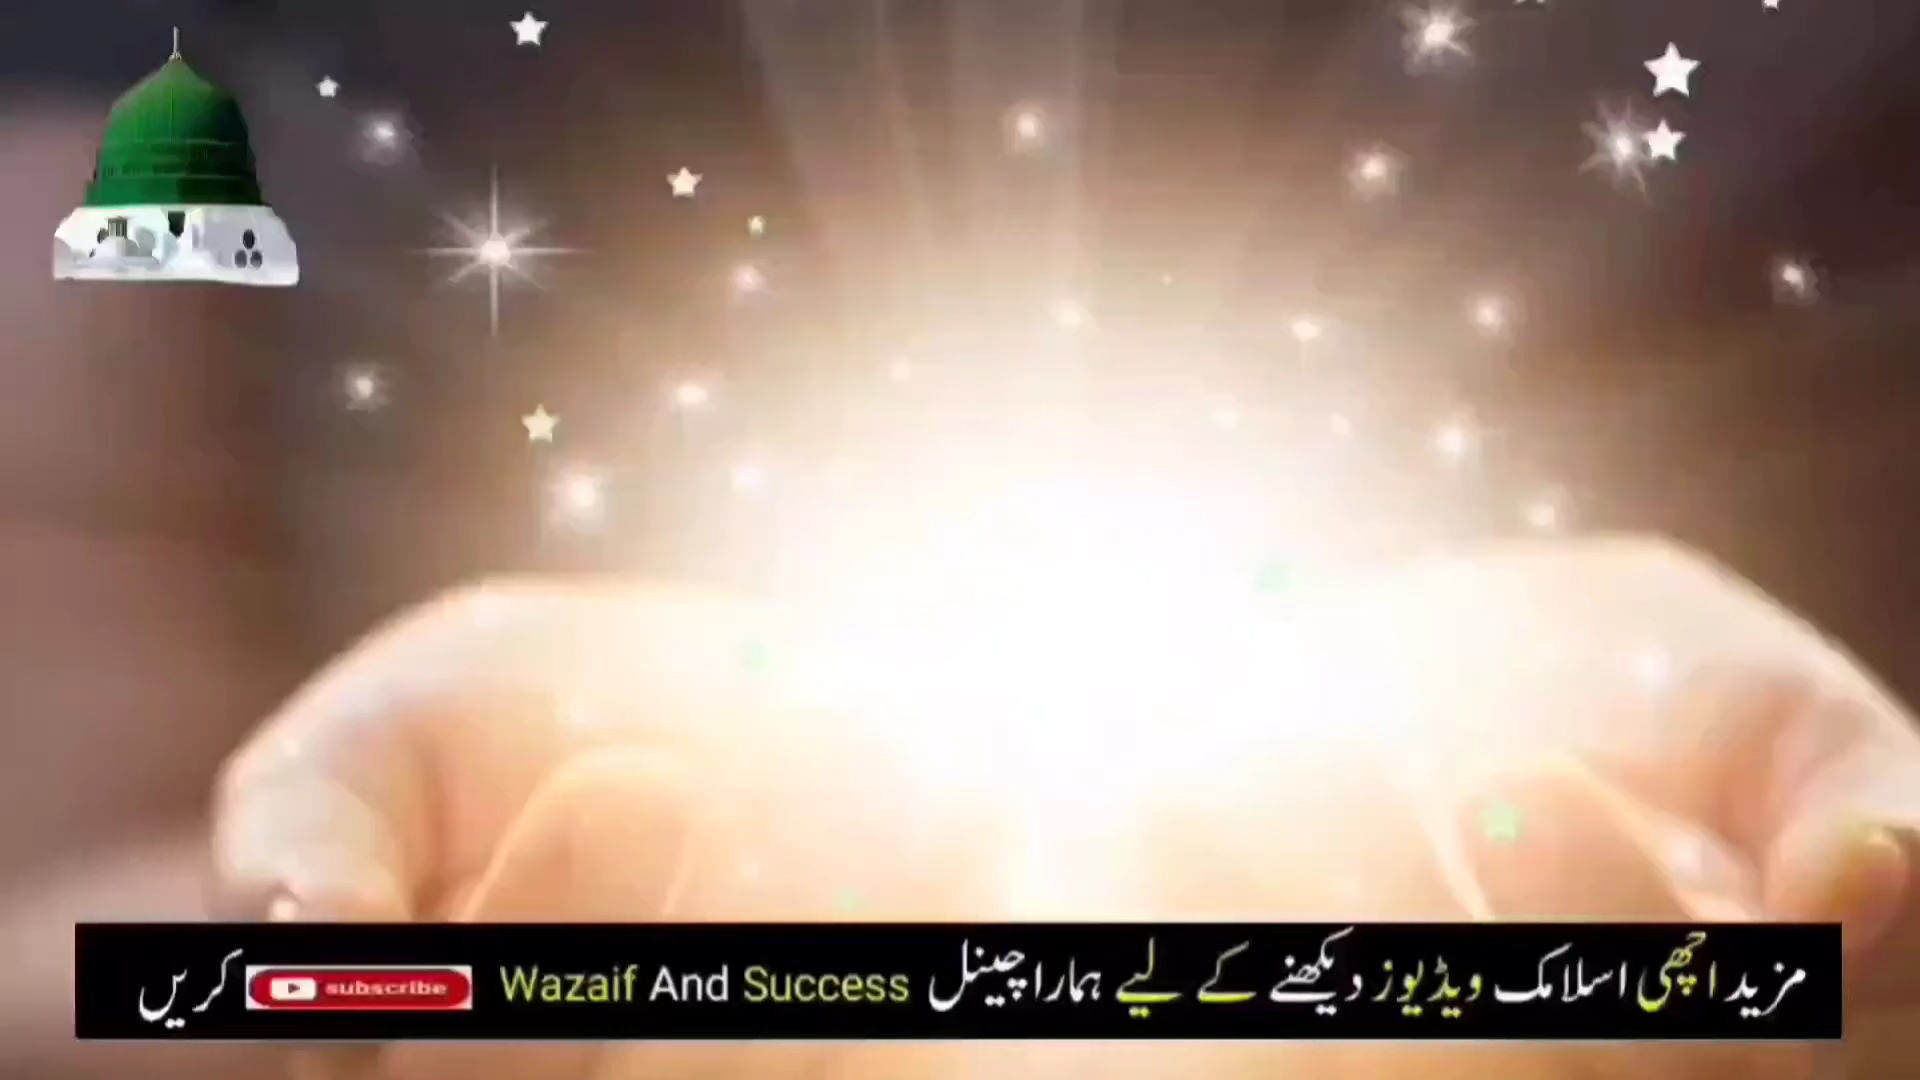 مزید اچھی اسلامک ویڈیوز دیکھنے کے لیے ہمارا چینل Wazaif And Success subscribe کریں